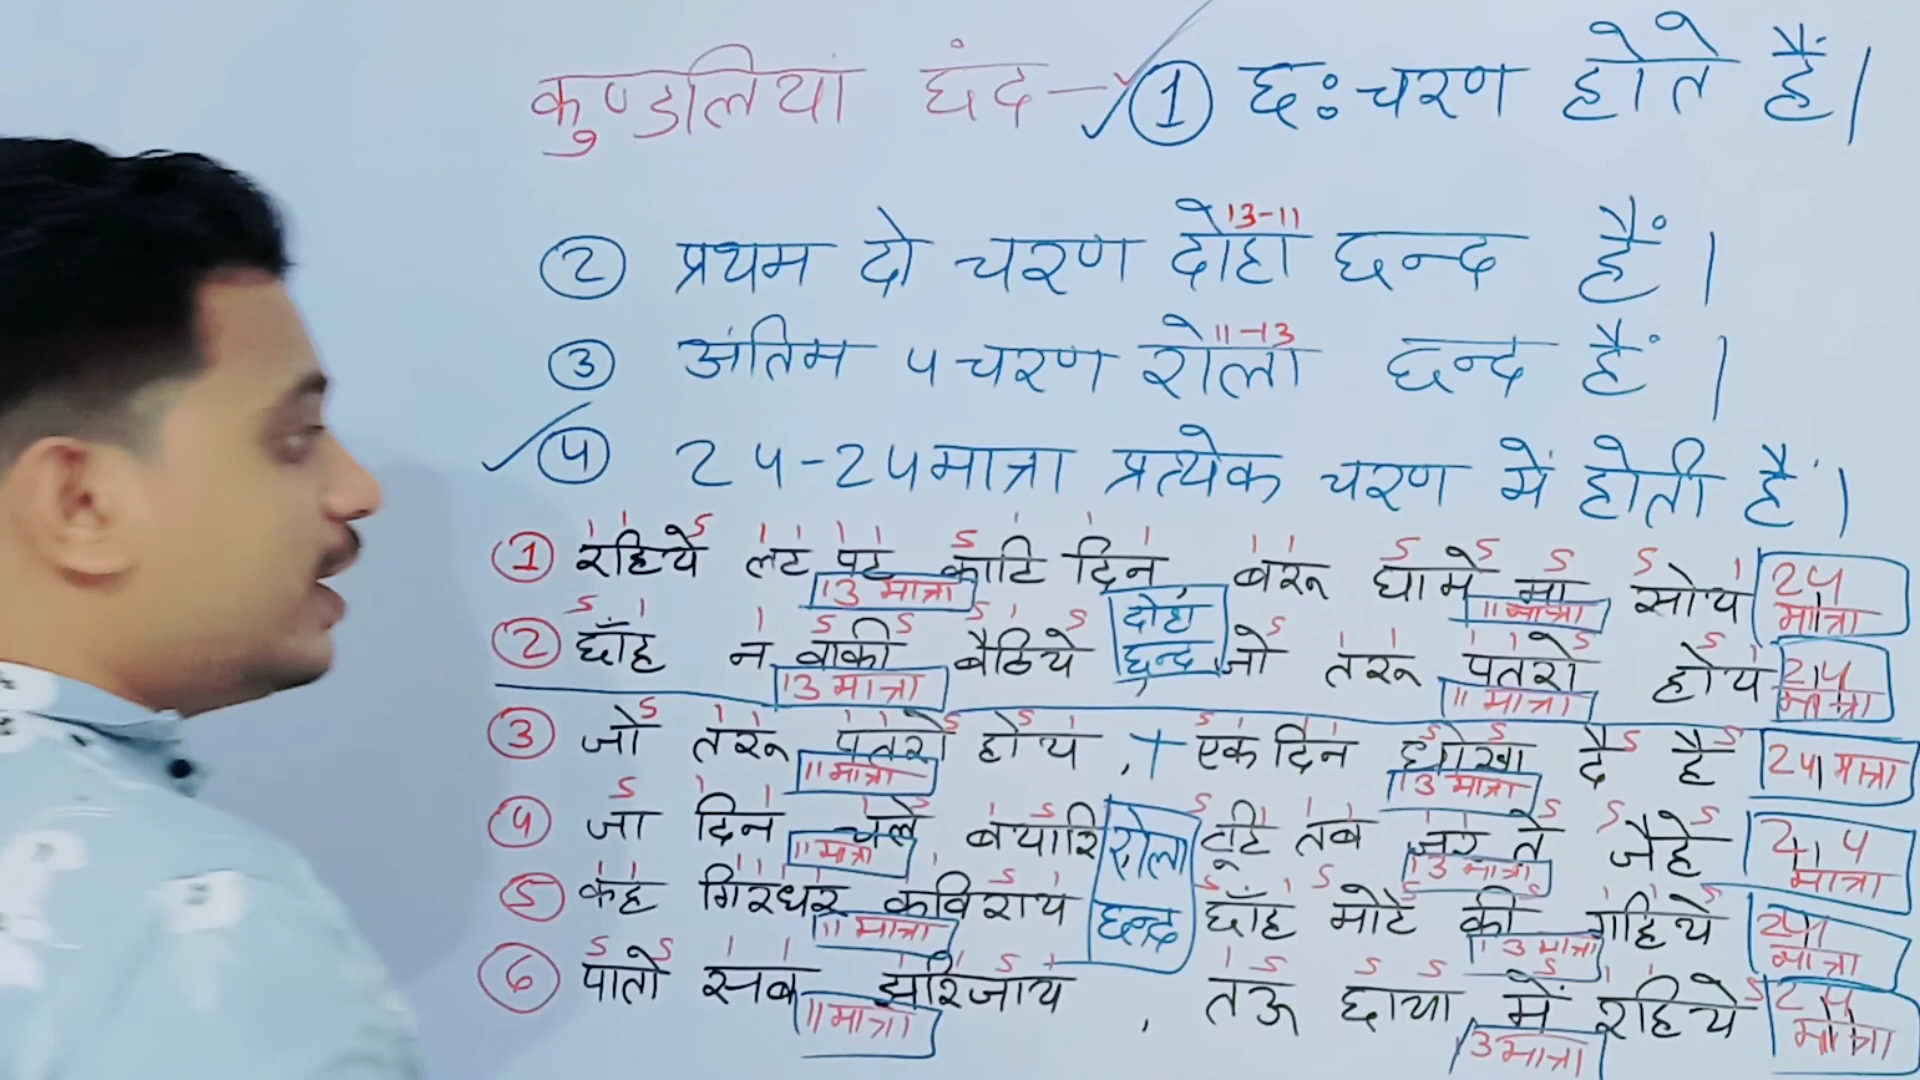 कुण्डलियां छंद→ ① छ: चरण होते हैं।
13-11
② प्रथम दो चरण दोहा छन्द हैं।
11-13
③ अंतिम 4 चरण रोला छन्द है।
④ 24-24 मात्रा प्रत्येक चरण में होती है।
① रहिये लट पट काटि दिन, बरू घामे मा सोय 24 मात्रा
13 मात्रा 11 मात्रा
② छाँह न वाकी बैठिये दोहा छन्द, जो तरू पतरो होय 24 मात्रा
13 मात्रा 11 मात्रा
③ जो तरू पतरो होय, एक दिन धोखा दै है 24 मात्रा
11 मात्रा 13 मात्रा
④ जा दिन चले बयारि रोला टूटि तब जर ते जैहे 24 मात्रा
11 मात्रा 13 मात्रा
⑤ कह गिरधर कविराय छन्द छाँह मोटे की गहिये 24 मात्रा
11 मात्रा 13 मात्रा
⑥ पातो सब झरिजाय, तऊ छाया में रहिये 24 मात्रा
11 मात्रा 13 मात्रा